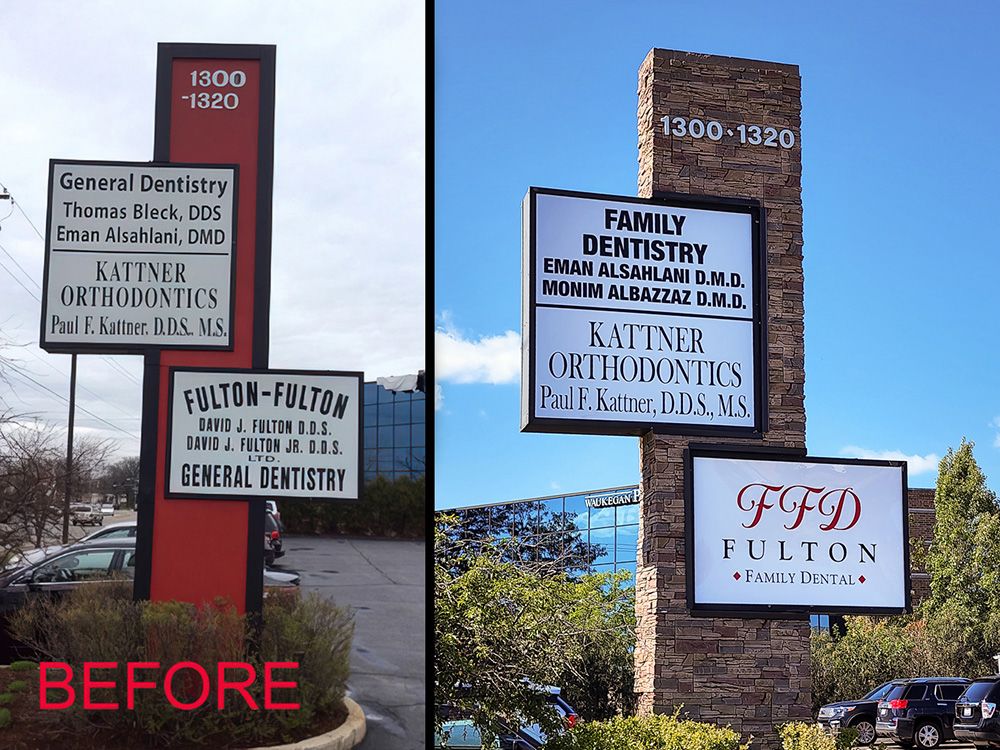 1300
-1320
General Dentistry
Thomas Bleck, DDS
Eman Alsahlani, DMD
KATTNER
ORTHODONTICS
Paul F. Kattner, D.D.S., M.S.
FULTON-FULTON
DAVID J. FULTON D.D.S.
DAVID J. FULTON JR. D.D.S.
LTD.
GENERAL DENTISTRY
BEFORE
1300-1320
FAMILY
DENTISTRY
EMAN ALSAHLANI D.M.D.
MONIM ALBAZZAZ D.M.D.
KATTNER
ORTHODONTICS
Paul F. Kattner, D.D.S., M.S.
WAUKEGAN
FFD
FULTON
FAMILY DENTAL